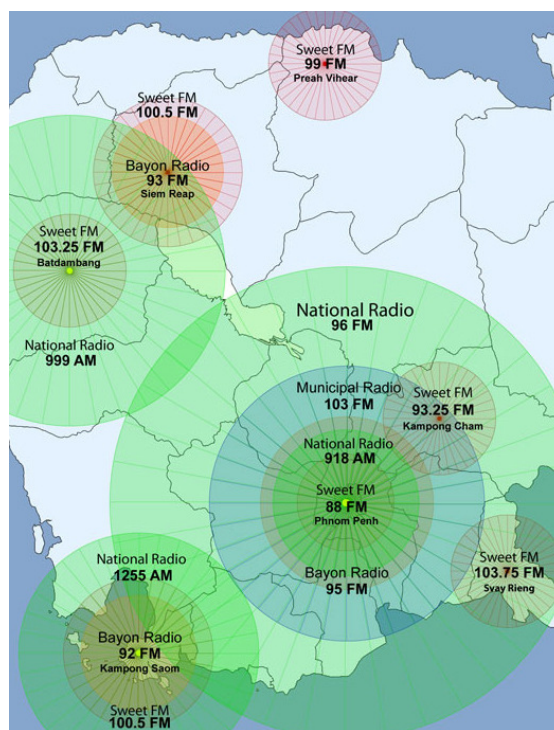 Sweet FM
99 FM
Preah Vihear
Sweet FM
100.5 FM
Bayon Radio
93 FM
Siem Reap
Sweet FM
103.25 FM
Batdambang
National Radio
999 AM
National Radio
96 FM
Municipal Radio
103 FM
Sweet FM
93.25 FM
Kampong Cham
National Radio
918 AM
Sweet FM
88 FM
Phnom Penh
Bayon Radio
95 FM
Sweet FM
103.75 FM
Svay Rieng
National Radio
1255 AM
Bayon Radio
92 FM
Kampong Saom
Sweet FM
100.5 FM